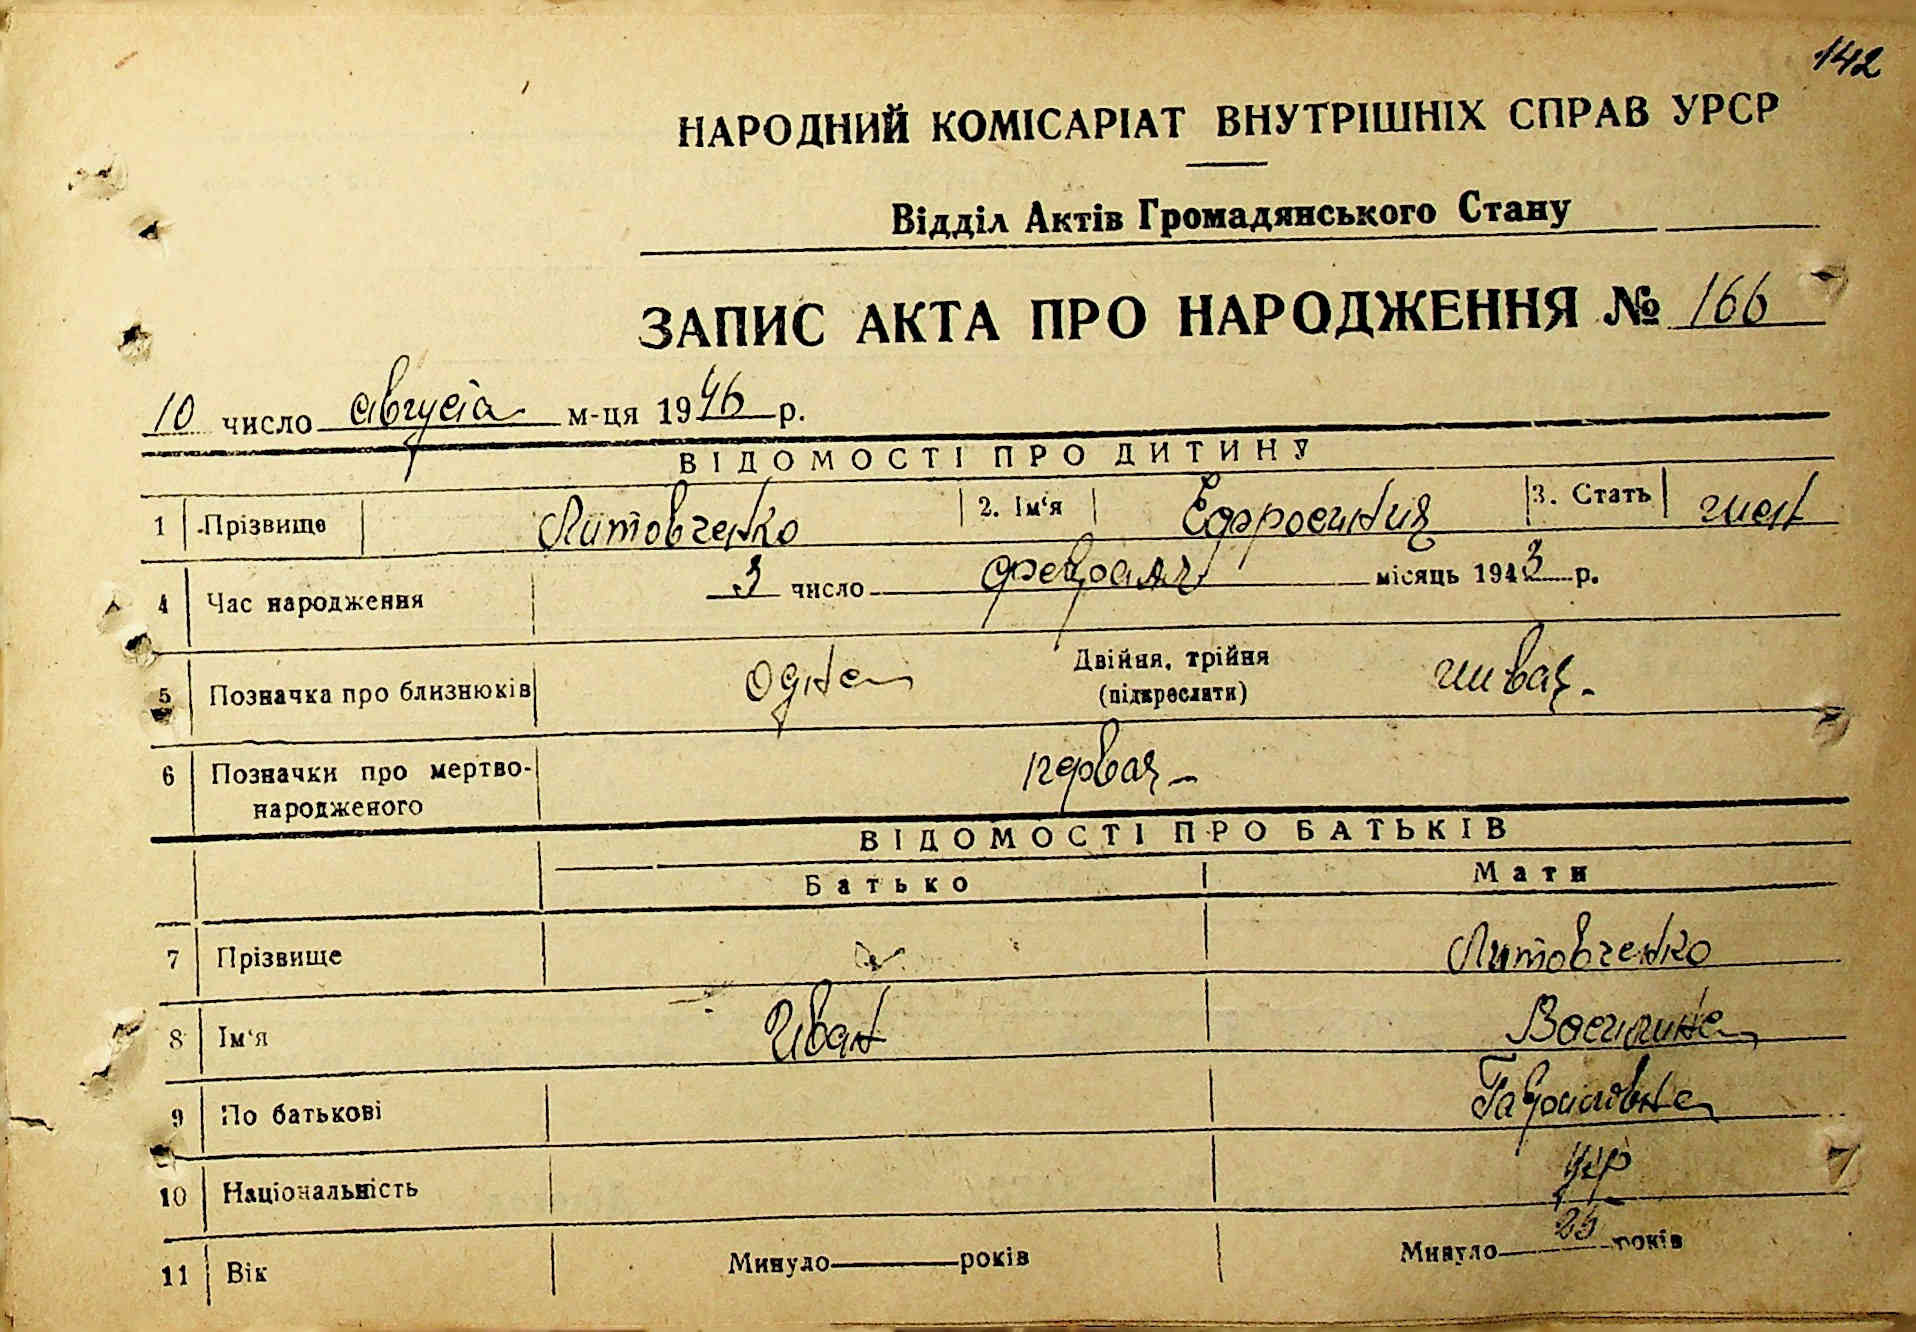 142
НАРОДНИЙ КОМІСАРІАТ ВНУТРІШНІХ СПРАВ УРСР
Відділ Актів Громадянського Стану
ЗАПИС АКТА ПРО НАРОДЖЕННЯ № 166
10 число августа м-ця 1946 р.
ВІДОМОСТІ ПРО ДИТИНУ
1 Прізвище Литовченко 2. Ім'я Ефросиния 3. Стать жен
4 Час народження 3 число февраля місяць 1943 р.
5 Позначка про близнюків Одна Двійня, трійня (підкреслити) живая.
6 Позначки про мертво-
народженого первая
ВІДОМОСТІ ПРО БАТЬКІВ
Батько Мати
7 Прізвище Литовченко
8 Ім'я Иван Василина
9 По батькові Гавриловна
10 Національність укр
11 Вік Минуло років Минуло 25 років